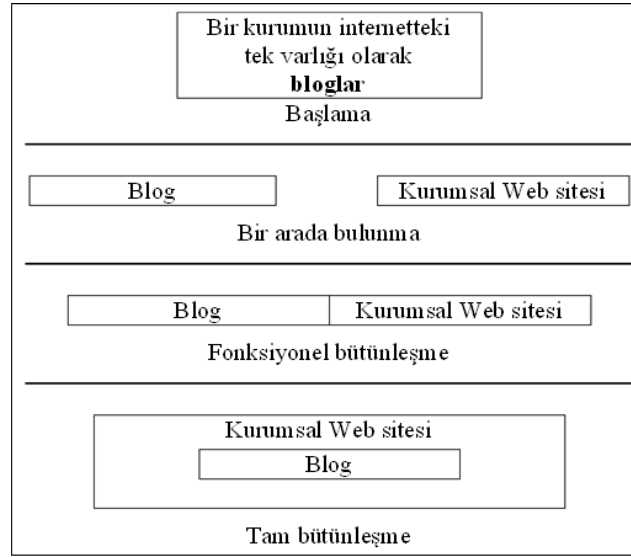 Bir kurumun internetteki
tek varlığı olarak
bloglar
Başlama
Blog
Kurumsal Web sitesi
Bir arada bulunma
Blog
Kurumsal Web sitesi
Fonksiyonel bütünleşme
Kurumsal Web sitesi
Blog
Tam bütünleşme